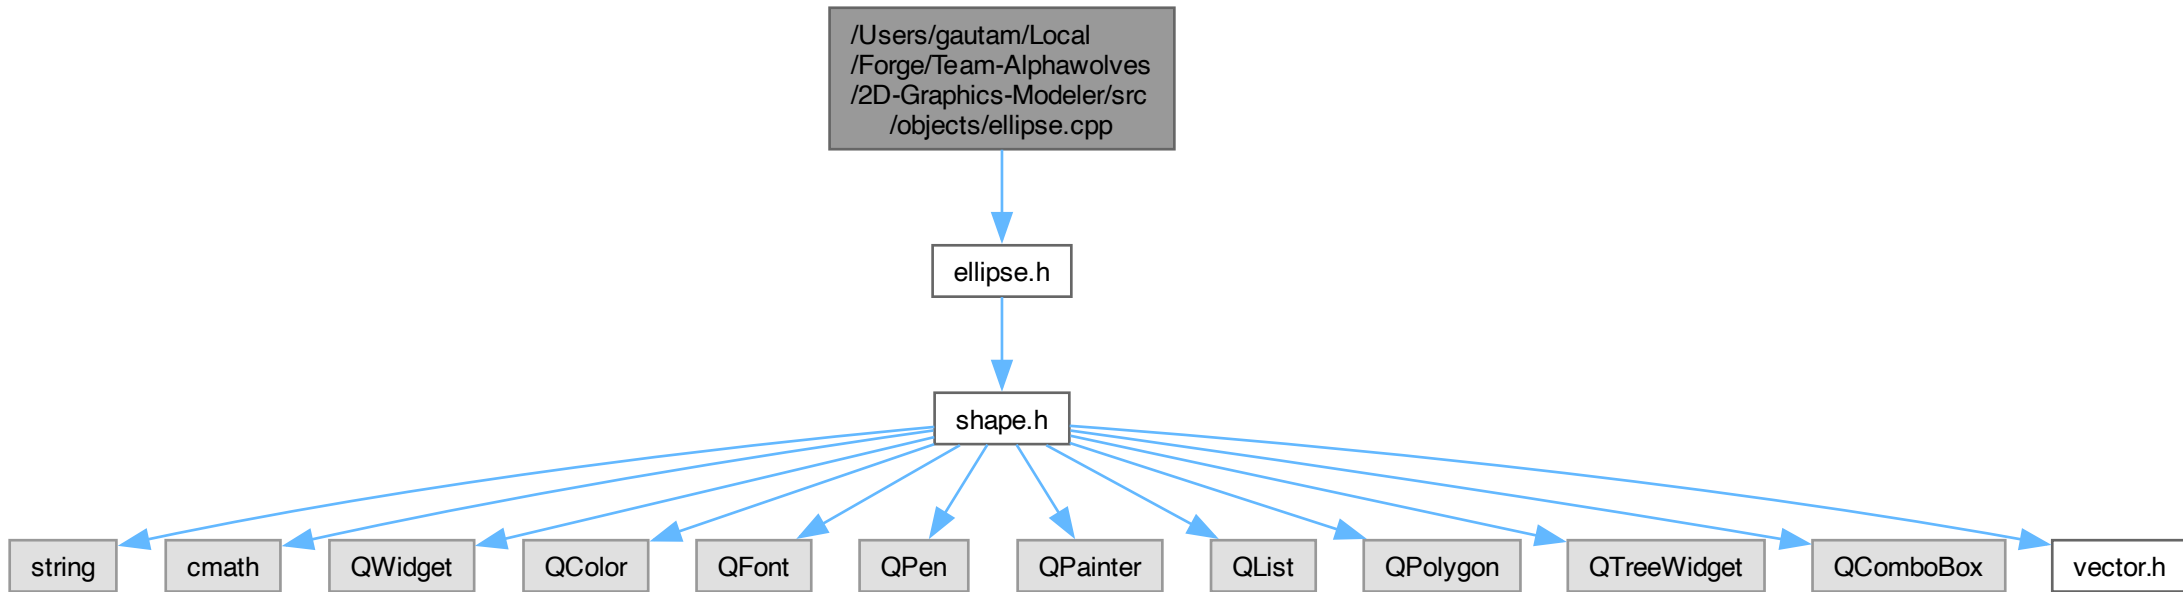 /Users/gautam/Local
/Forge/Team-Alphawolves
/2D-Graphics-Modeler/src
/objects/ellipse.cpp
ellipse.h
shape.h
string
cmath
QWidget
QColor
QFont
QPen
QPainter
QList
QPolygon
QTreeWidget
QComboBox
vector.h